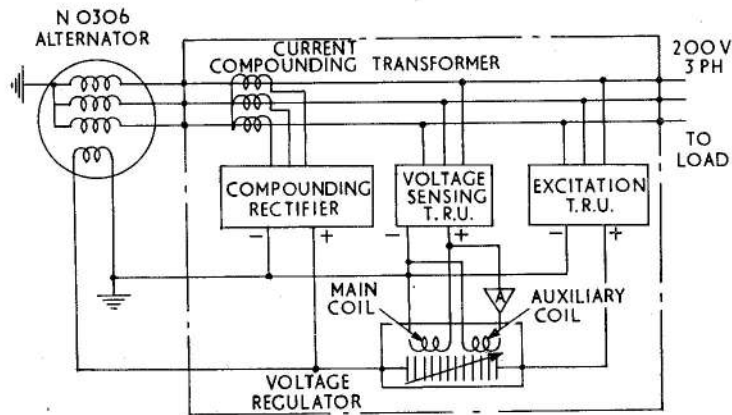 N 0306
ALTERNATOR
CURRENT
COMPOUNDING TRANSFORMER
200 V
3 PH
TO
LOAD
COMPOUNDING
RECTIFIER
VOLTAGE
SENSING
T.R.U.
EXCITATION
T.R.U.
- +
- +
- +
MAIN
COIL
A
AUXILIARY
COIL
VOLTAGE
REGULATOR